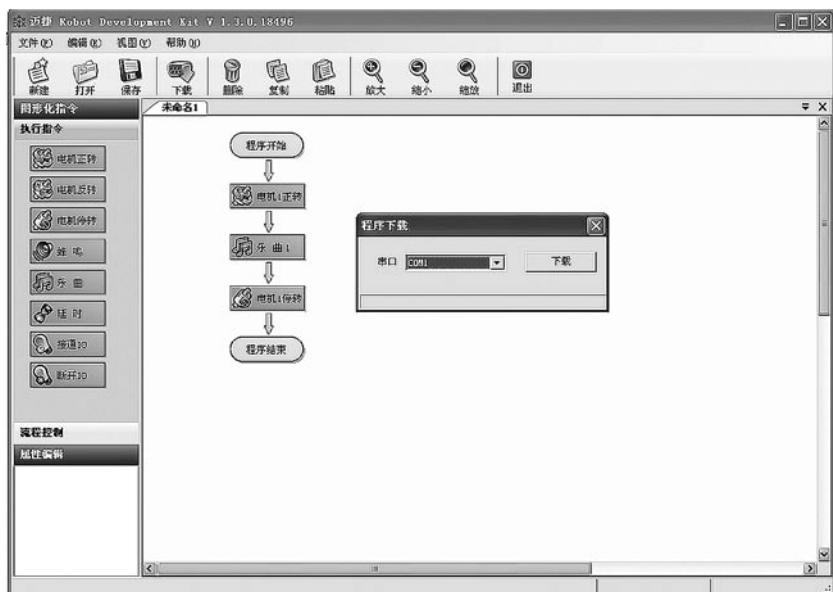 迈捷 Robot Development Kit V 1.3.0.18496
文件(F) 编辑(E) 视图(V) 帮助(H)
新建 打开 保存 下载 删除 复制 粘贴 放大 缩小 缩放 退出
图形化指令
未命名1
执行指令
电机正转
电机反转
电机停转
蜂 鸣
乐 曲
延 时
接通IO
断开IO
流程控制
属性编辑
程序开始
电机1正转
乐 曲 1
电机1停转
程序结束
程序下载
串口 COM1 下载